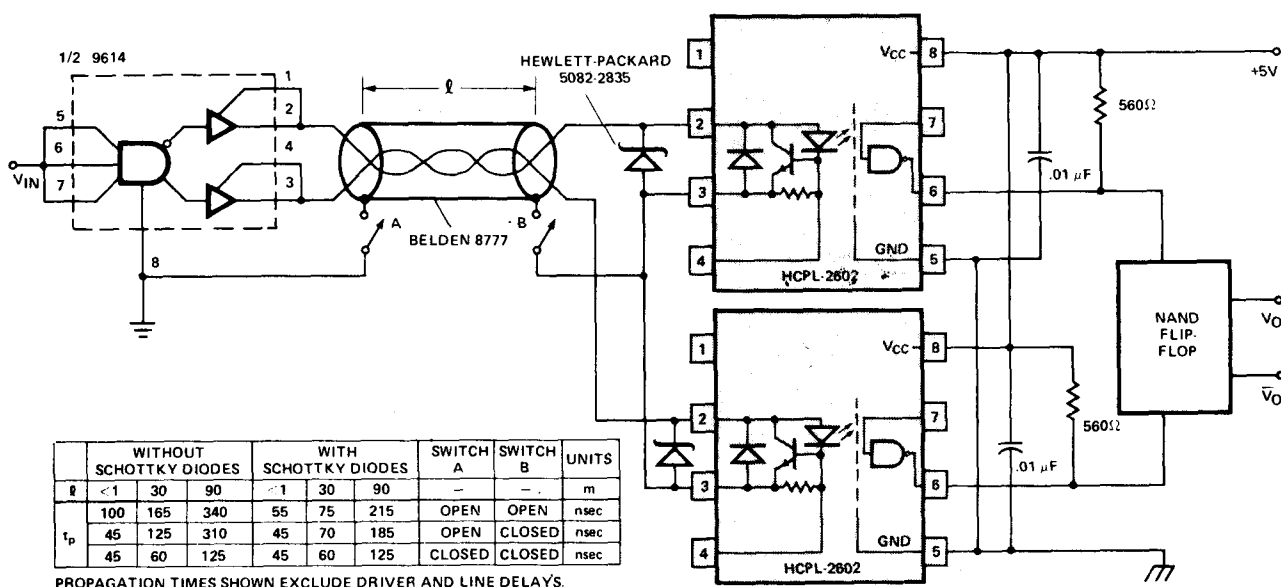 1/2 9614
5
6
7
V_IN
1
2
4
3
8
ℓ
A
B
BELDEN 8777
HEWLETT-PACKARD
5082-2835
1
2
3
4
V_CC
8
7
6
GND
5
HCPL-2602
+5V
560Ω
.01 µF
1
2
3
4
V_CC
8
7
6
GND
5
HCPL-2602
560Ω
.01 µF
NAND
FLIP-
FLOP
V_O
V̅_O
WITHOUT SCHOTTKY DIODES WITH SCHOTTKY DIODES SWITCH A SWITCH B UNITS
ℓ <1 30 90 <1 30 90 – – m
t_p 100 165 340 55 75 215 OPEN OPEN nsec
45 125 310 45 70 185 OPEN CLOSED nsec
45 60 125 45 60 125 CLOSED CLOSED nsec
PROPAGATION TIMES SHOWN EXCLUDE DRIVER AND LINE DELAYS.